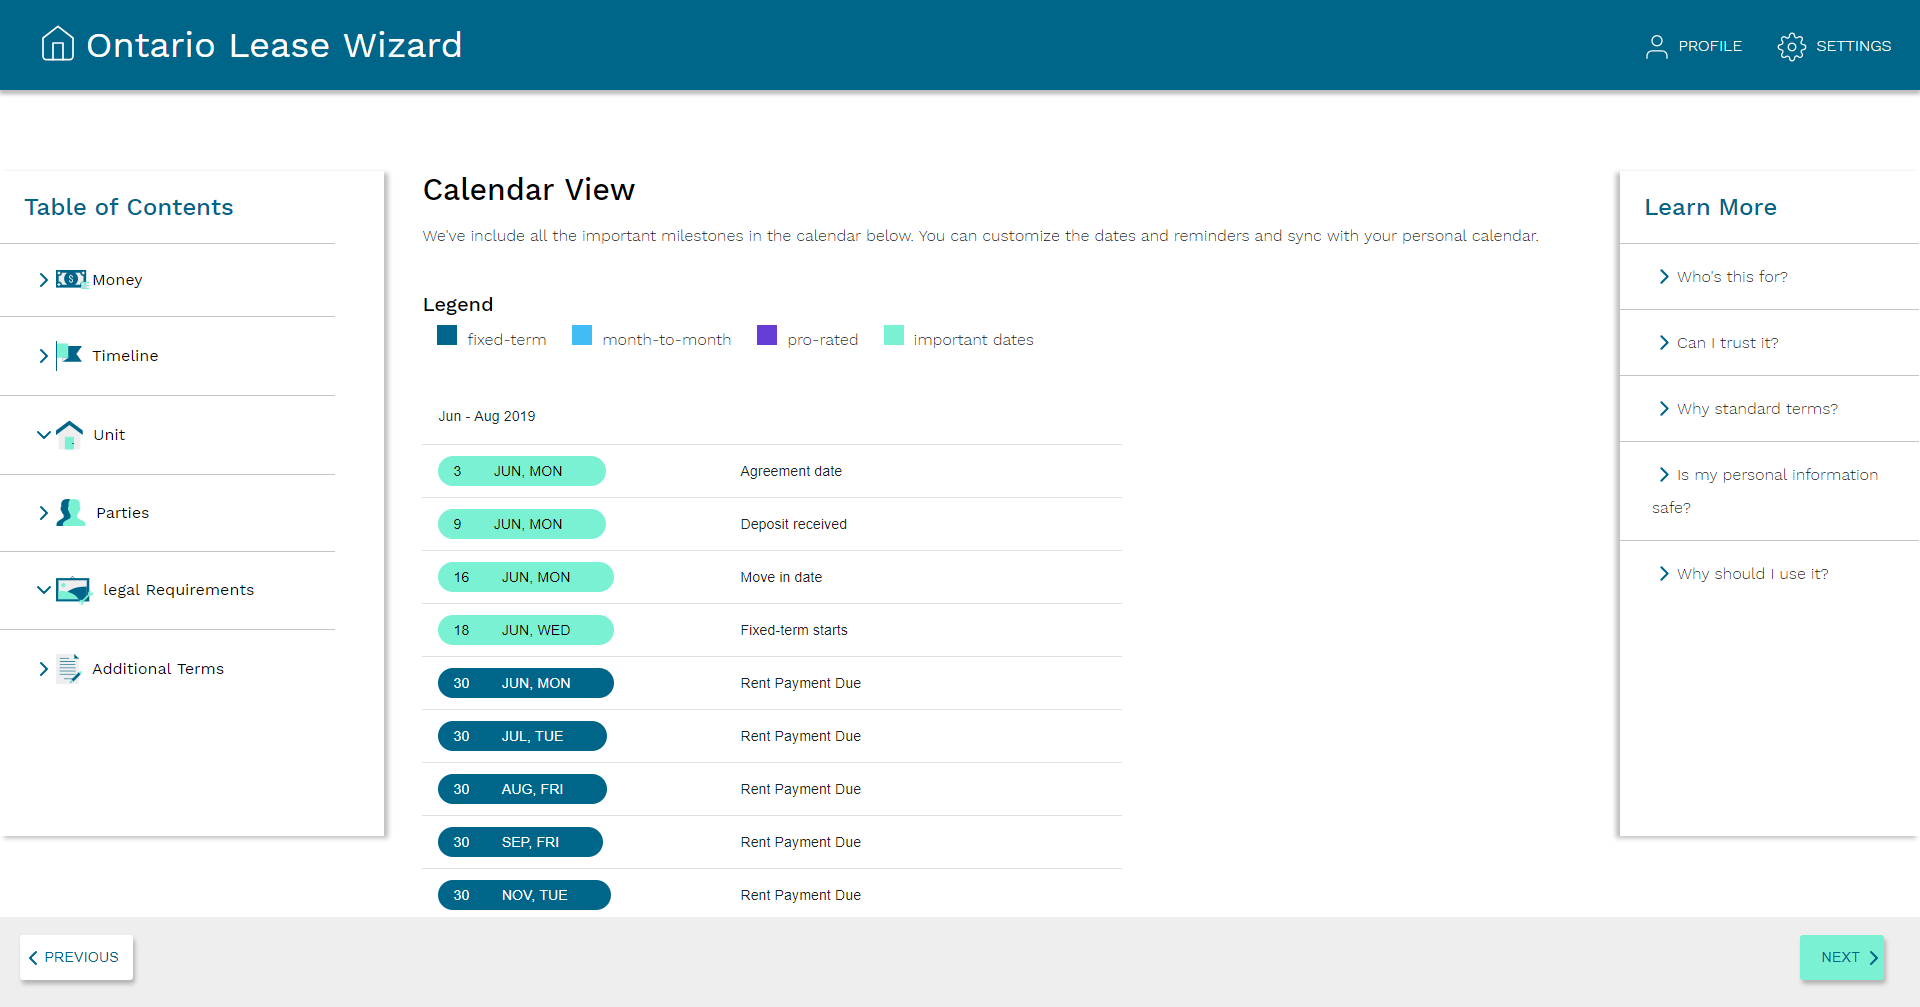 Ontario Lease Wizard
PROFILE
SETTINGS
Table of Contents
Money
Timeline
Unit
Parties
legal Requirements
Additional Terms
Calendar View
We've include all the important milestones in the calendar below. You can customize the dates and reminders and sync with your personal calendar.
Legend
fixed-term month-to-month pro-rated important dates
Jun - Aug 2019
3 JUN, MON Agreement date
9 JUN, MON Deposit received
16 JUN, MON Move in date
18 JUN, WED Fixed-term starts
30 JUN, MON Rent Payment Due
30 JUL, TUE Rent Payment Due
30 AUG, FRI Rent Payment Due
30 SEP, FRI Rent Payment Due
30 NOV, TUE Rent Payment Due
Learn More
Who's this for?
Can I trust it?
Why standard terms?
Is my personal information
safe?
Why should I use it?
PREVIOUS
NEXT